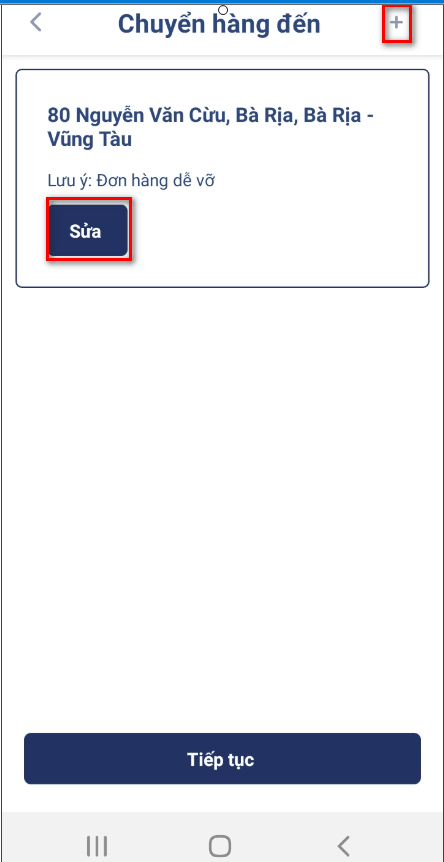 Chuyển hàng đến
80 Nguyễn Văn Cừu, Bà Rịa, Bà Rịa -
Vũng Tàu
Lưu ý: Đơn hàng dễ vỡ
Sửa
Tiếp tục